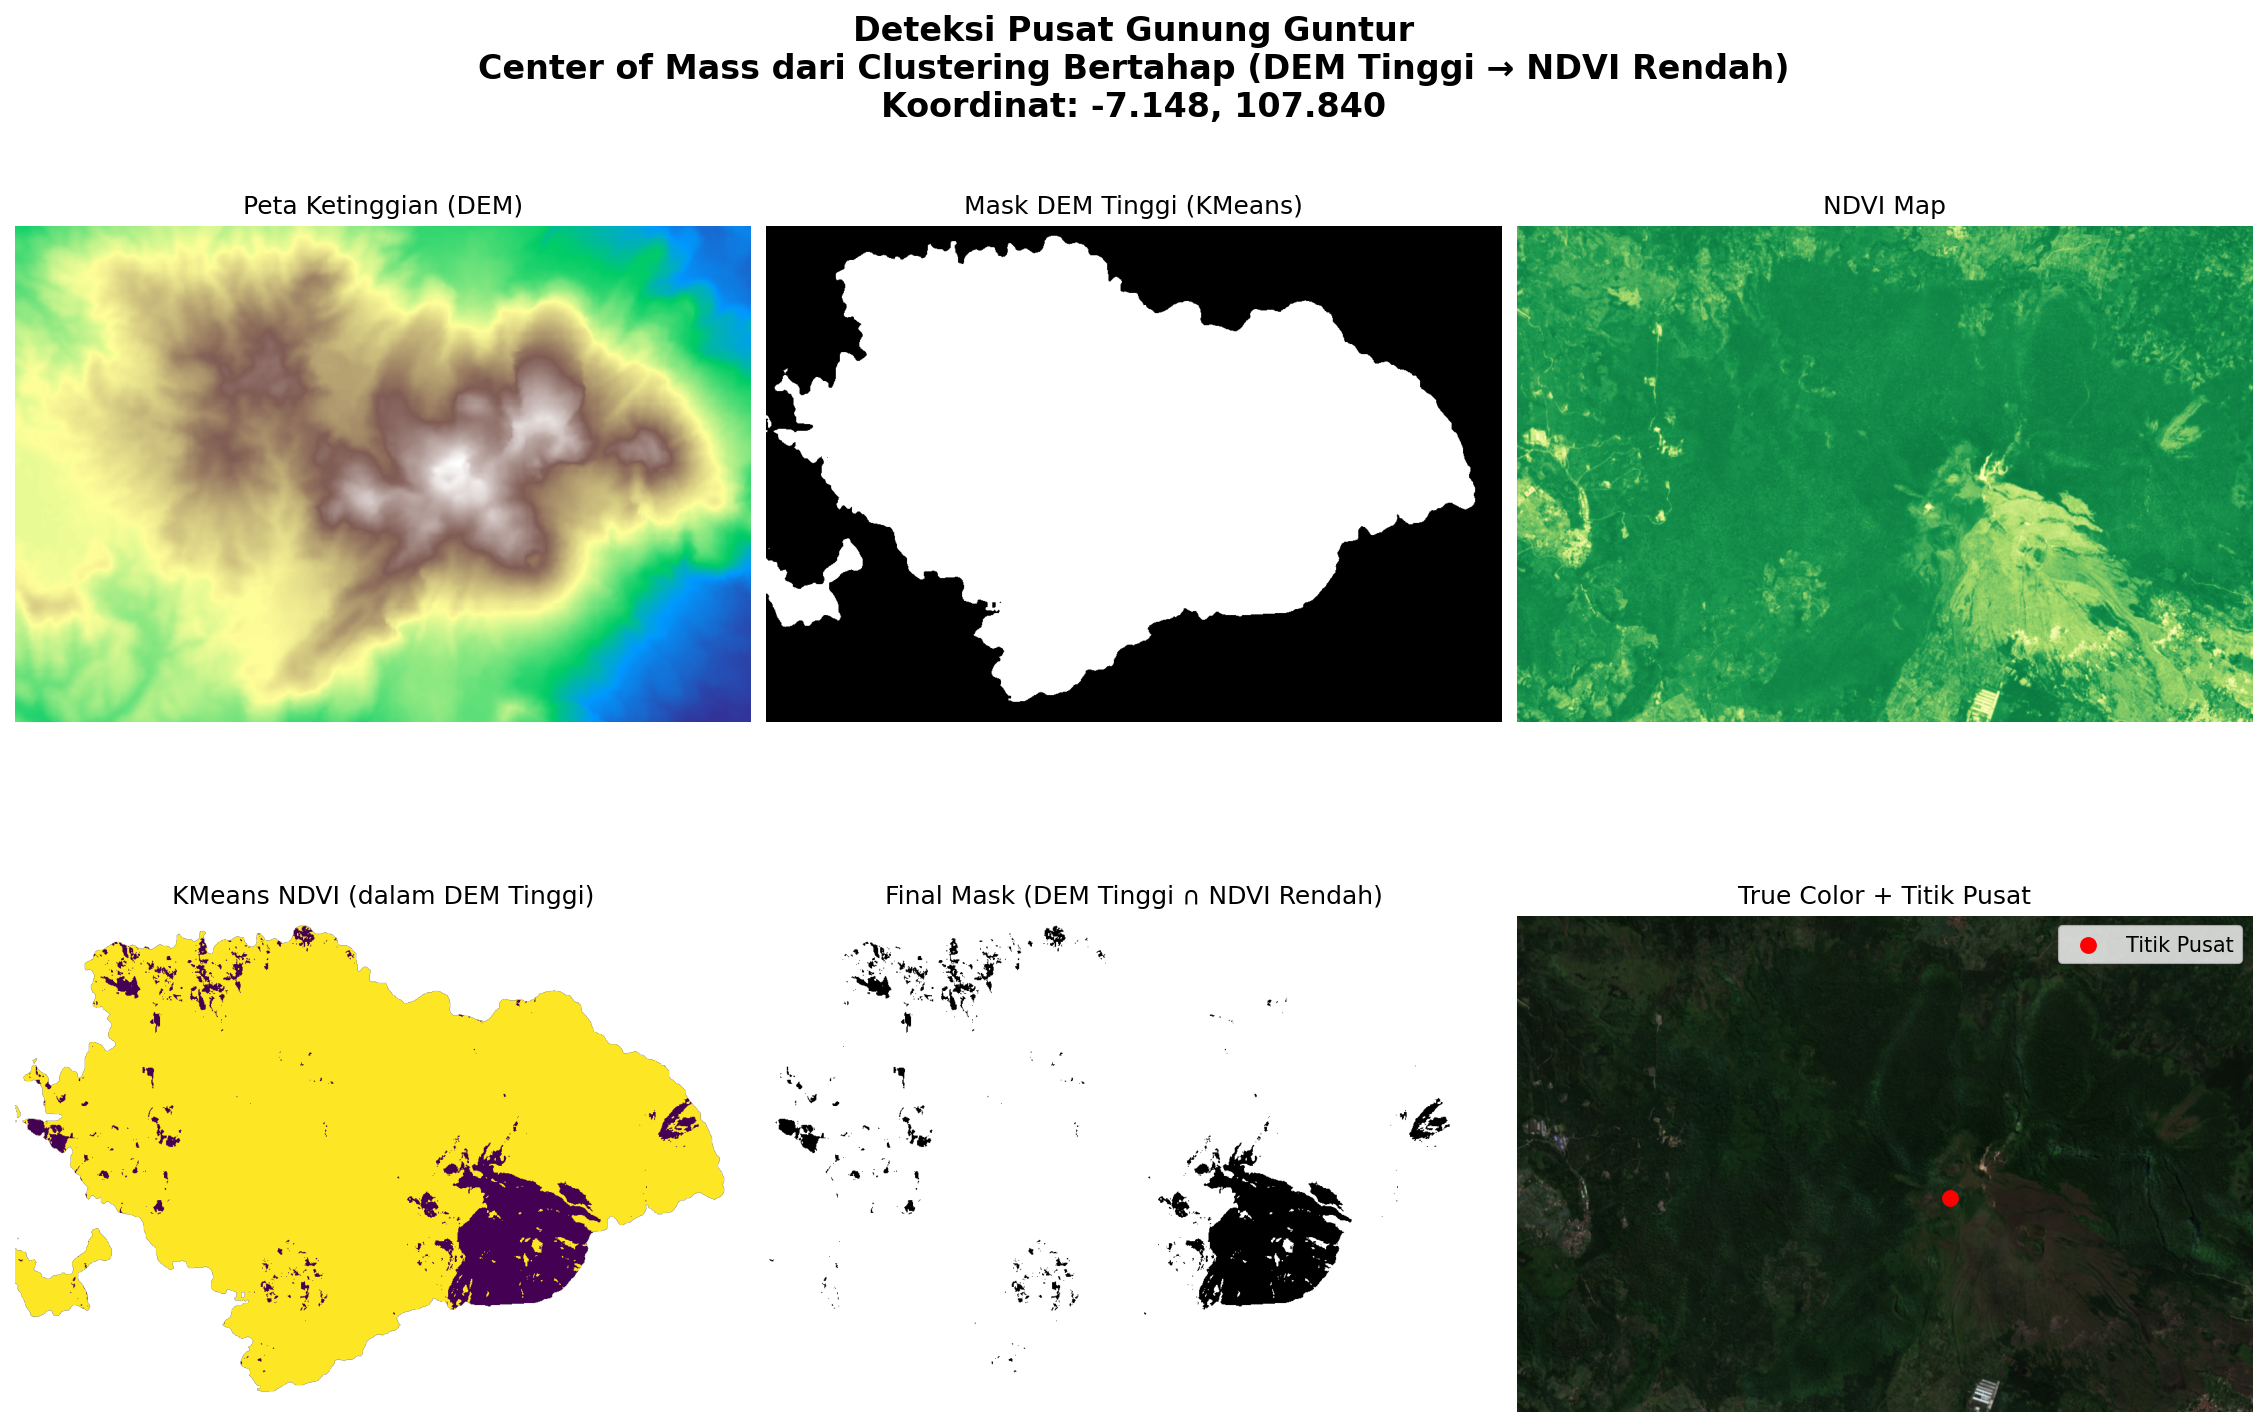 Deteksi Pusat Gunung Guntur
Center of Mass dari Clustering Bertahap (DEM Tinggi → NDVI Rendah)
Koordinat: -7.148, 107.840
Peta Ketinggian (DEM)
Mask DEM Tinggi (KMeans)
NDVI Map
KMeans NDVI (dalam DEM Tinggi)
Final Mask (DEM Tinggi ∩ NDVI Rendah)
True Color + Titik Pusat
Titik Pusat